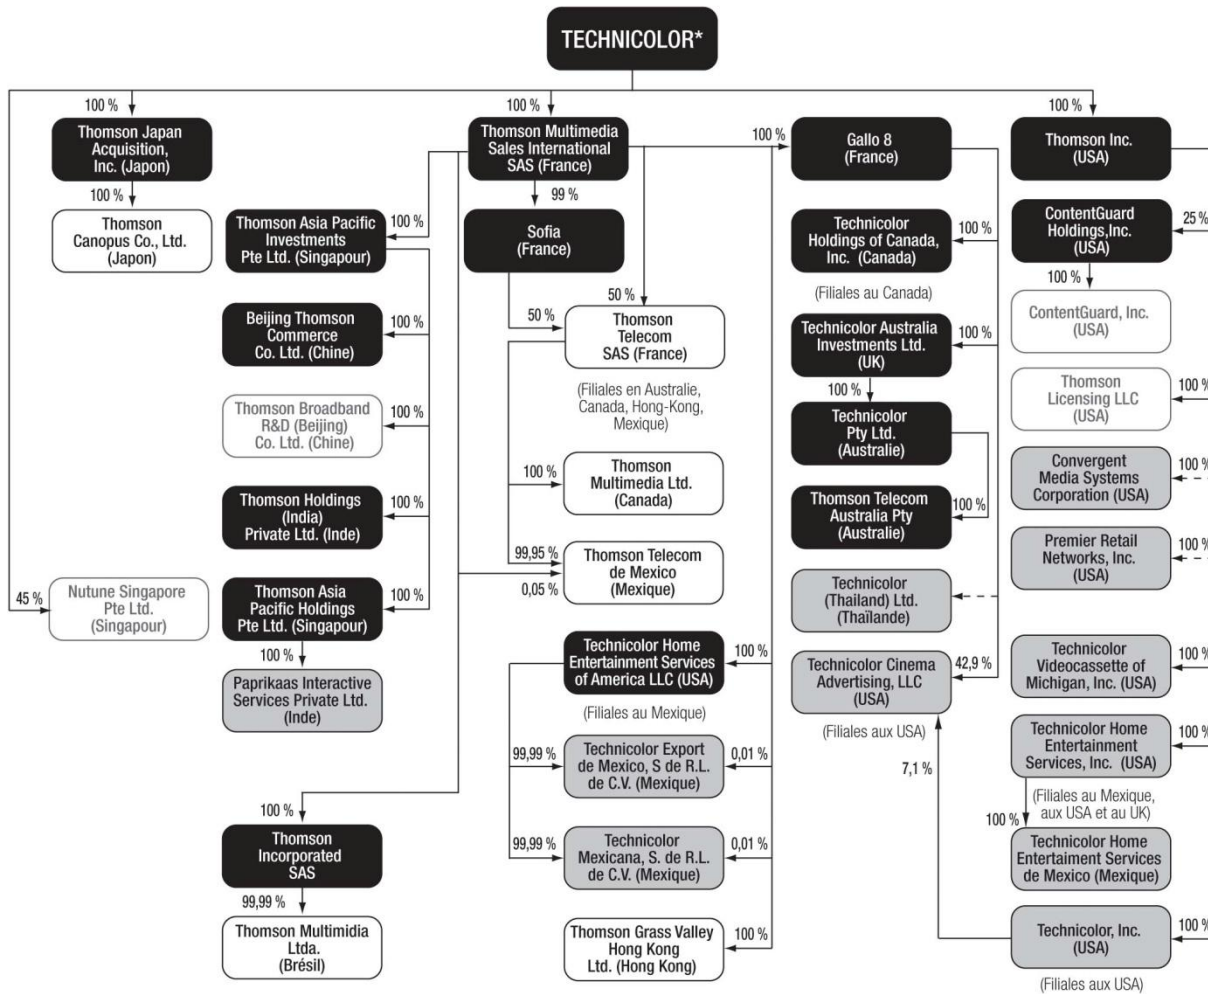 TECHNICOLOR*
100 %
100 %
100 %
Thomson Japan
Acquisition,
Inc. (Japon)
100 %
Thomson
Canopus Co., Ltd.
(Japon)
45 %
Nutune Singapore
Pte Ltd.
(Singapour)
Thomson Multimedia
Sales International
SAS (France)
99 %
Sofia
(France)
100 %
Thomson Asia Pacific
Investments
Pte Ltd. (Singapour)
Beijing Thomson
Commerce
Co. Ltd. (Chine)
100 %
Thomson Broadband
R&D (Beijing)
Co. Ltd. (Chine)
100 %
Thomson Holdings
(India)
Private Ltd. (Inde)
100 %
Thomson Asia
Pacific Holdings
Pte Ltd. (Singapour)
100 %
100 %
Paprikaas Interactive
Services Private Ltd.
(Inde)
100 %
Thomson
Incorporated
SAS
99,99 %
Thomson Multimidia
Ltda.
(Brésil)
50 %
50 %
Thomson
Telecom
SAS (France)
(Filiales en Australie,
Canada, Hong-Kong,
Mexique)
100 %
Thomson
Multimedia Ltd.
(Canada)
99,95 %
0,05 %
Thomson Telecom
de Mexico
(Mexique)
Technicolor Home
Entertainment Services
of America LLC (USA)
100 %
(Filiales au Mexique)
99,99 %
Technicolor Export
de Mexico, S de R.L.
de C.V. (Mexique)
0,01 %
99,99 %
Technicolor
Mexicana, S. de R.L.
de C.V. (Mexique)
0,01 %
Thomson Grass Valley
Hong Kong
Ltd. (Hong Kong)
100 %
100 %
Gallo 8
(France)
Technicolor
Holdings of Canada,
Inc. (Canada)
100 %
(Filiales au Canada)
Technicolor Australia
Investments Ltd.
(UK)
100 %
100 %
Technicolor
Pty Ltd.
(Australie)
Thomson Telecom
Australia Pty
(Australie)
100 %
Technicolor
(Thailand) Ltd.
(Thaïlande)
Technicolor Cinema
Advertising, LLC
(USA)
42,9 %
(Filiales aux USA)
7,1 %
Thomson Inc.
(USA)
ContentGuard
Holdings,Inc.
(USA)
25 %
100 %
ContentGuard, Inc.
(USA)
Thomson
Licensing LLC
(USA)
100 %
Convergent
Media Systems
Corporation (USA)
100 %
Premier Retail
Networks, Inc.
(USA)
100 %
Technicolor
Videocassette of
Michigan, Inc. (USA)
100 %
Technicolor Home
Entertainment
Services, Inc. (USA)
100 %
(Filiales au Mexique,
aux USA et au UK)
100 %
Technicolor Home
Entertaiment Services
de Mexico (Mexique)
Technicolor, Inc.
(USA)
100 %
(Filiales aux USA)